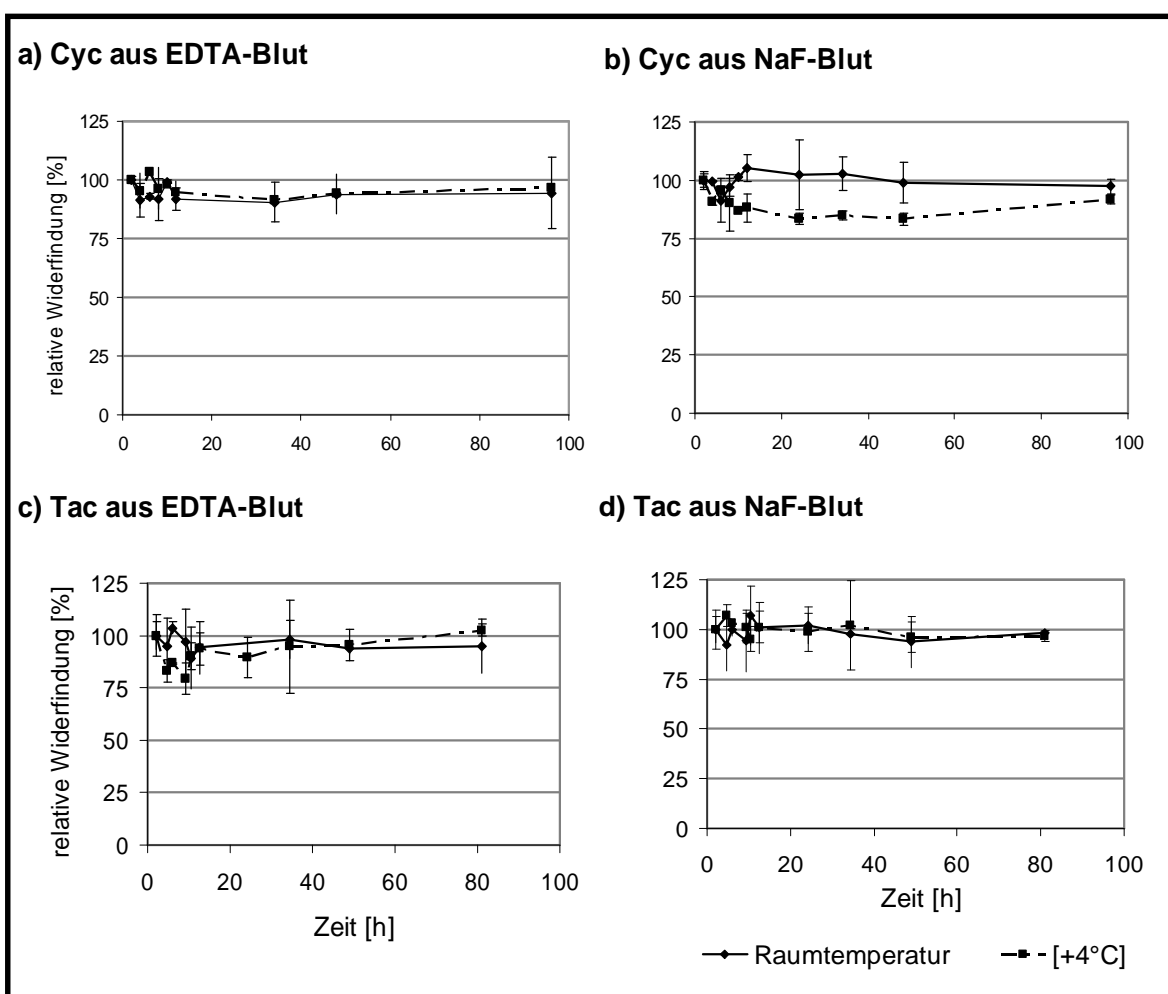 a) Cyc aus EDTA-Blut
b) Cyc aus NaF-Blut
relative Widerfindung [%]
125
100
75
50
25
0
0 20 40 60 80 100
125
100
75
50
25
0
0 20 40 60 80 100
c) Tac aus EDTA-Blut
d) Tac aus NaF-Blut
relative Widerfindung [%]
125
100
75
50
25
0
0 20 40 60 80 100
Zeit [h]
125
100
75
50
25
0
0 20 40 60 80 100
Zeit [h]
Raumtemperatur
[+4°C]